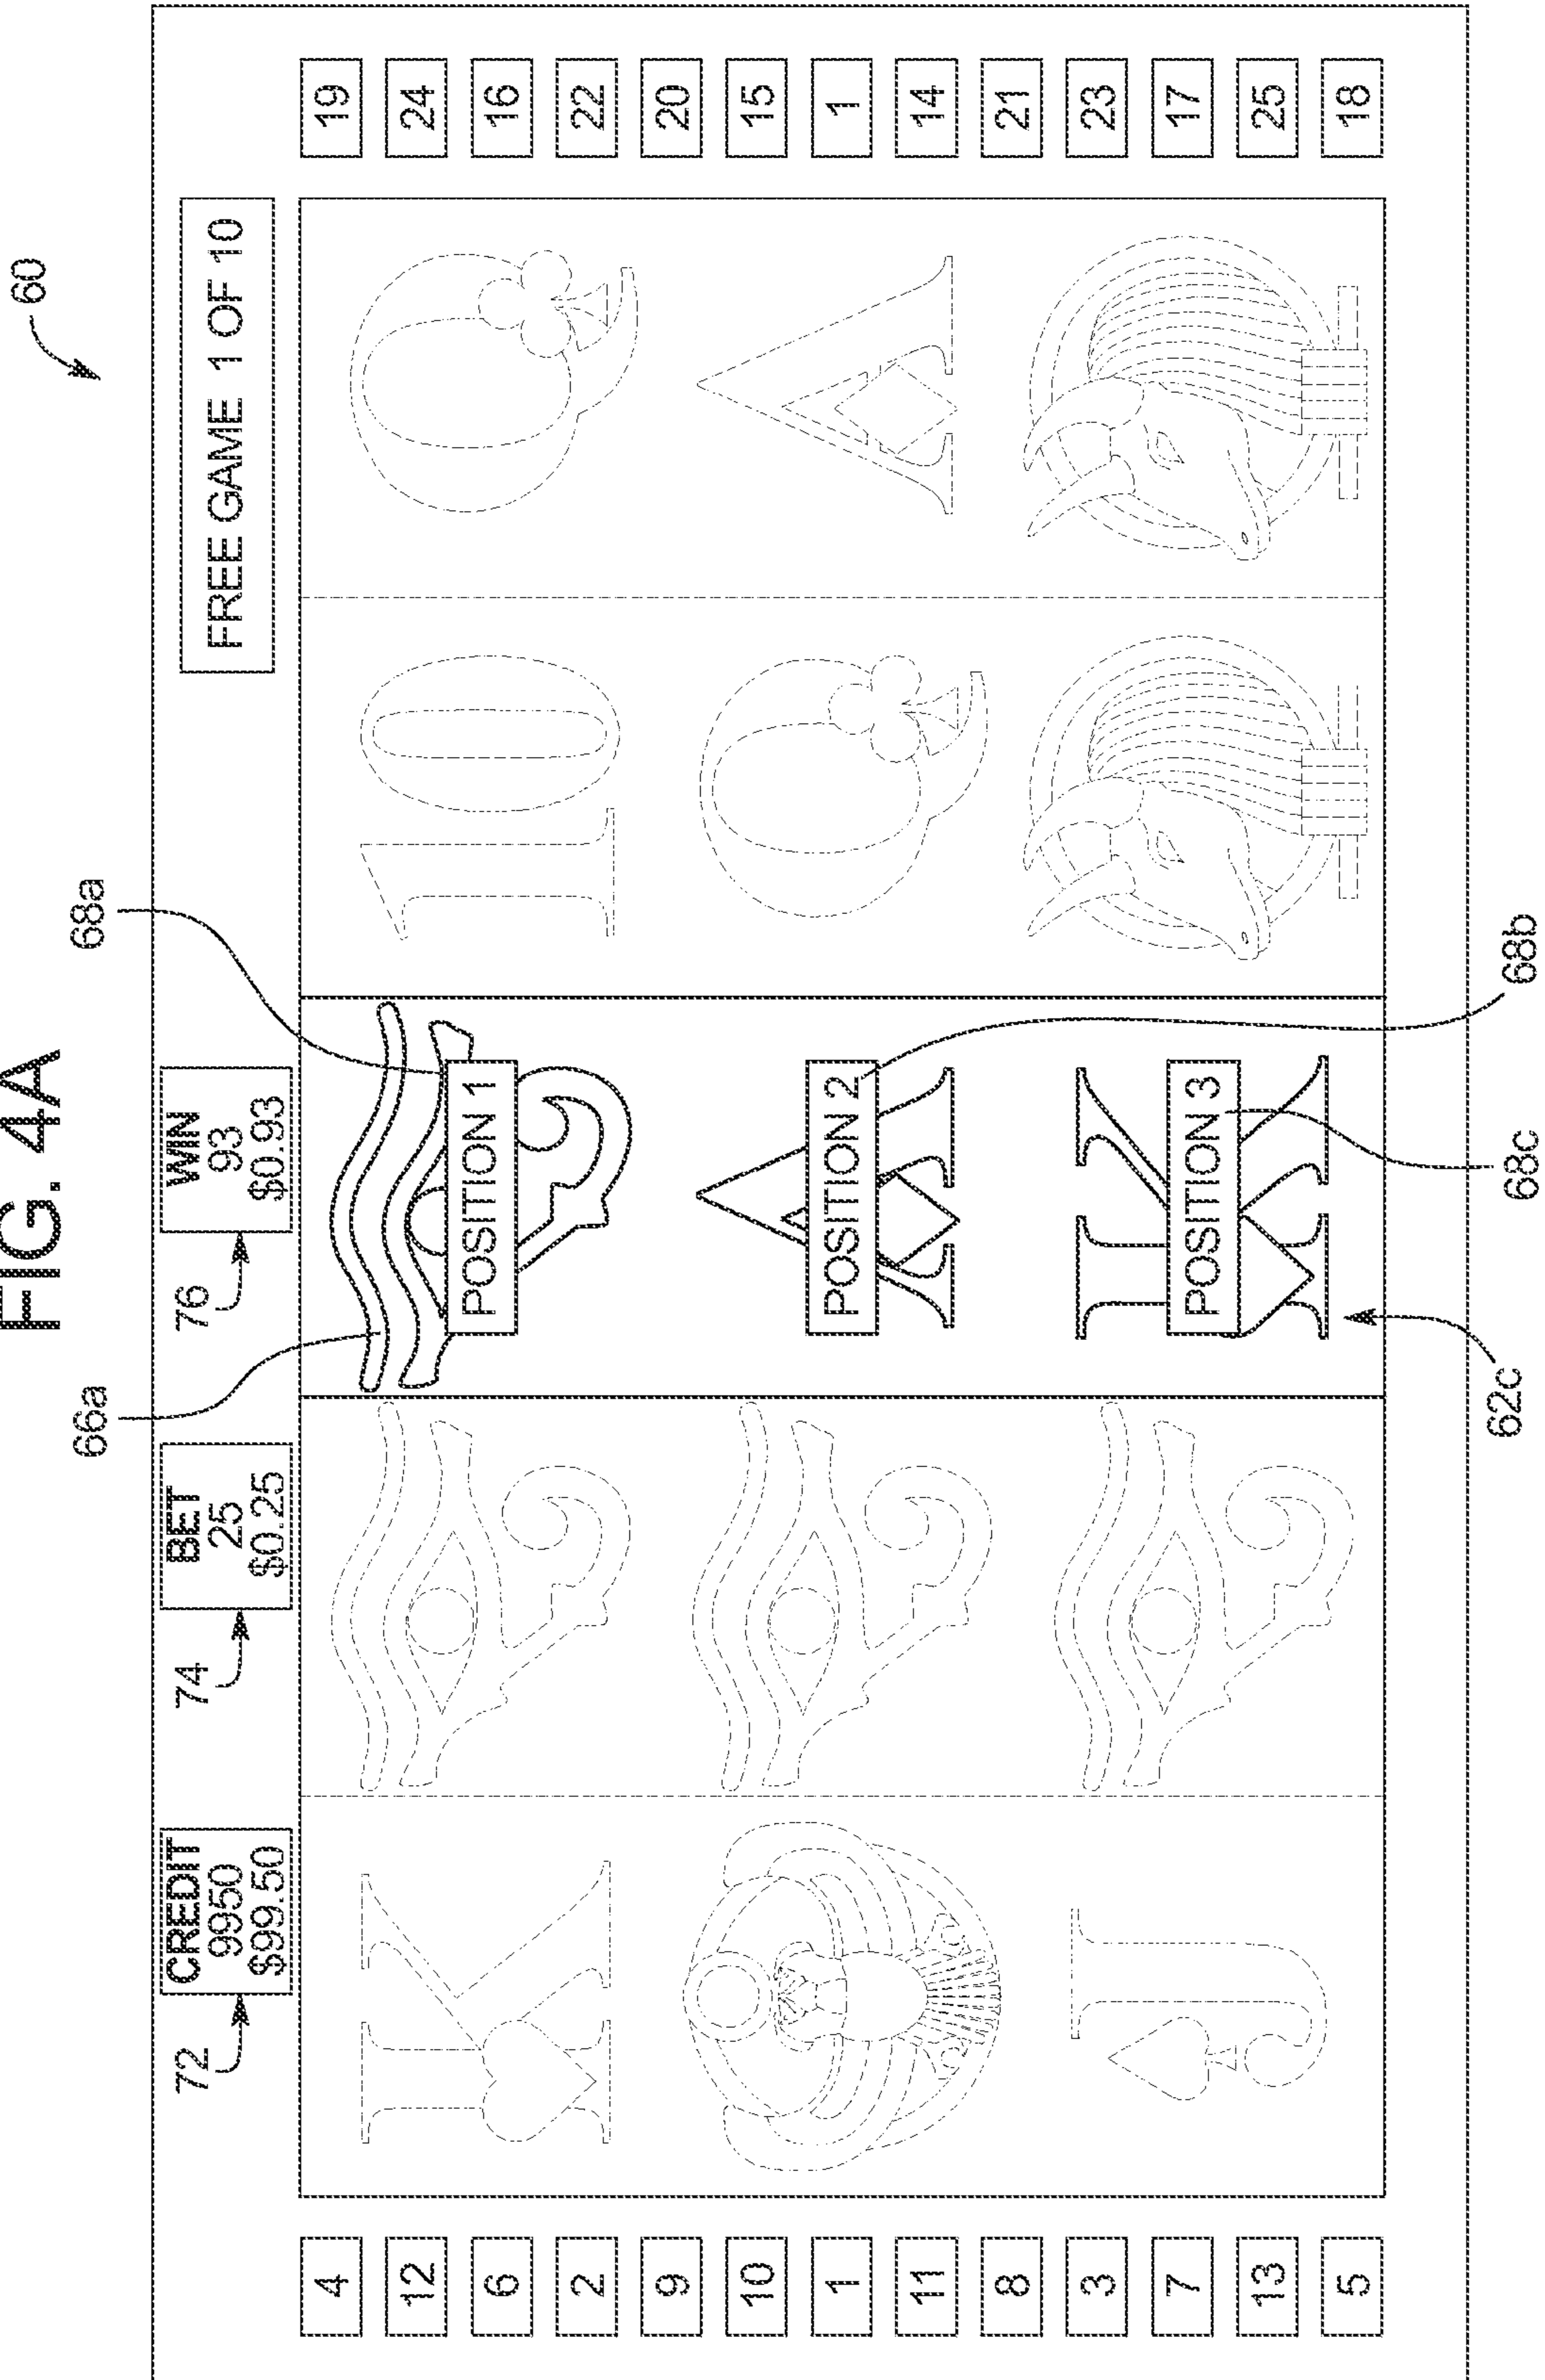 FIG. 4A
60
72
CREDIT
9950
$99.50
74
BET
25
$0.25
76
WIN
93
$0.93
FREE GAME 1 OF 10
66a
68a
4
12
6
2
9
10
1
11
8
3
7
13
5
K
J
POSITION 1
A
POSITION 2
K
POSITION 3
10
Q
Q
A
19
24
16
22
20
15
1
14
21
23
17
25
18
62c
68c
68b